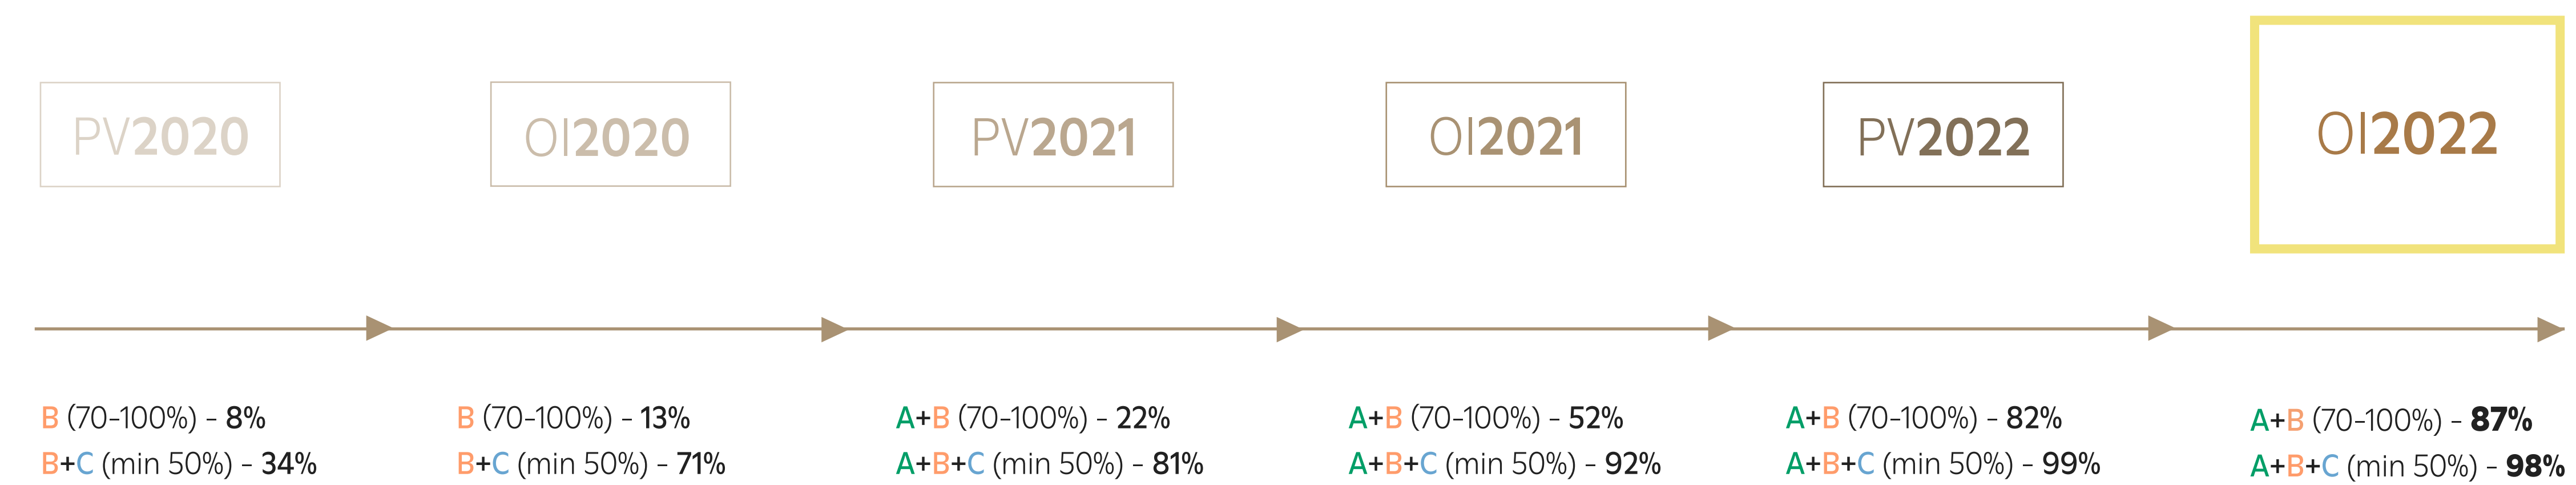 PV2020
OI2020
PV2021
OI2021
PV2022
OI2022
B (70-100%) - 8%
B+C (min 50%) - 34%
B (70-100%) - 13%
B+C (min 50%) - 71%
A+B (70-100%) - 22%
A+B+C (min 50%) - 81%
A+B (70-100%) - 52%
A+B+C (min 50%) - 92%
A+B (70-100%) - 82%
A+B+C (min 50%) - 99%
A+B (70-100%) - 87%
A+B+C (min 50%) - 98%